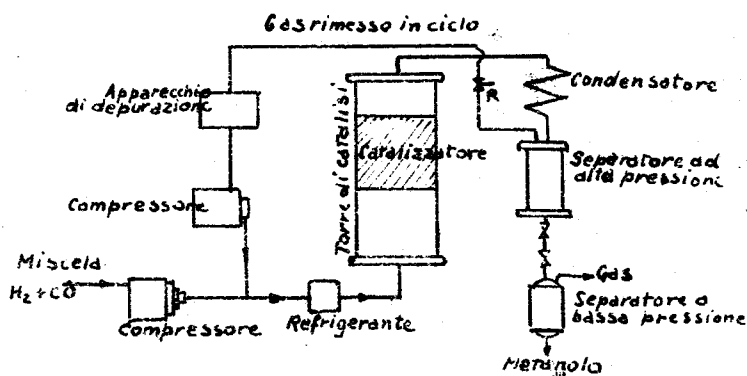 Gas rimesso in ciclo
Apparecchio
di depurazione
R
Condensatore
Torre di catalisi
Catalizzatore
Separatore ad
alta pressione
Compressore
Miscela
H₂+CO
Compressore
Refrigerante
Gas
Separatore a
bassa pressione
Metanolo